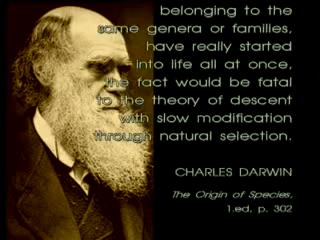 belonging to the
same genera or families,
have really started
into life all at once,
the fact would be fatal
to the theory of descent
with slow modification
through natural selection.
CHARLES DARWIN
The Origin of Species,
1.ed, p. 302